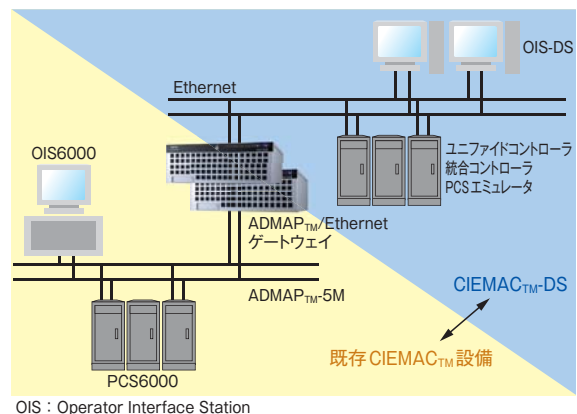 OIS-DS
Ethernet
ユニファイドコントローラ
統合コントローラ
PCSエミュレータ
OIS6000
ADMAPTM/Ethernet
ゲートウェイ
ADMAPTM-5M
CIEMACTM-DS
既存CIEMACTM設備
PCS6000
OIS：Operator Interface Station